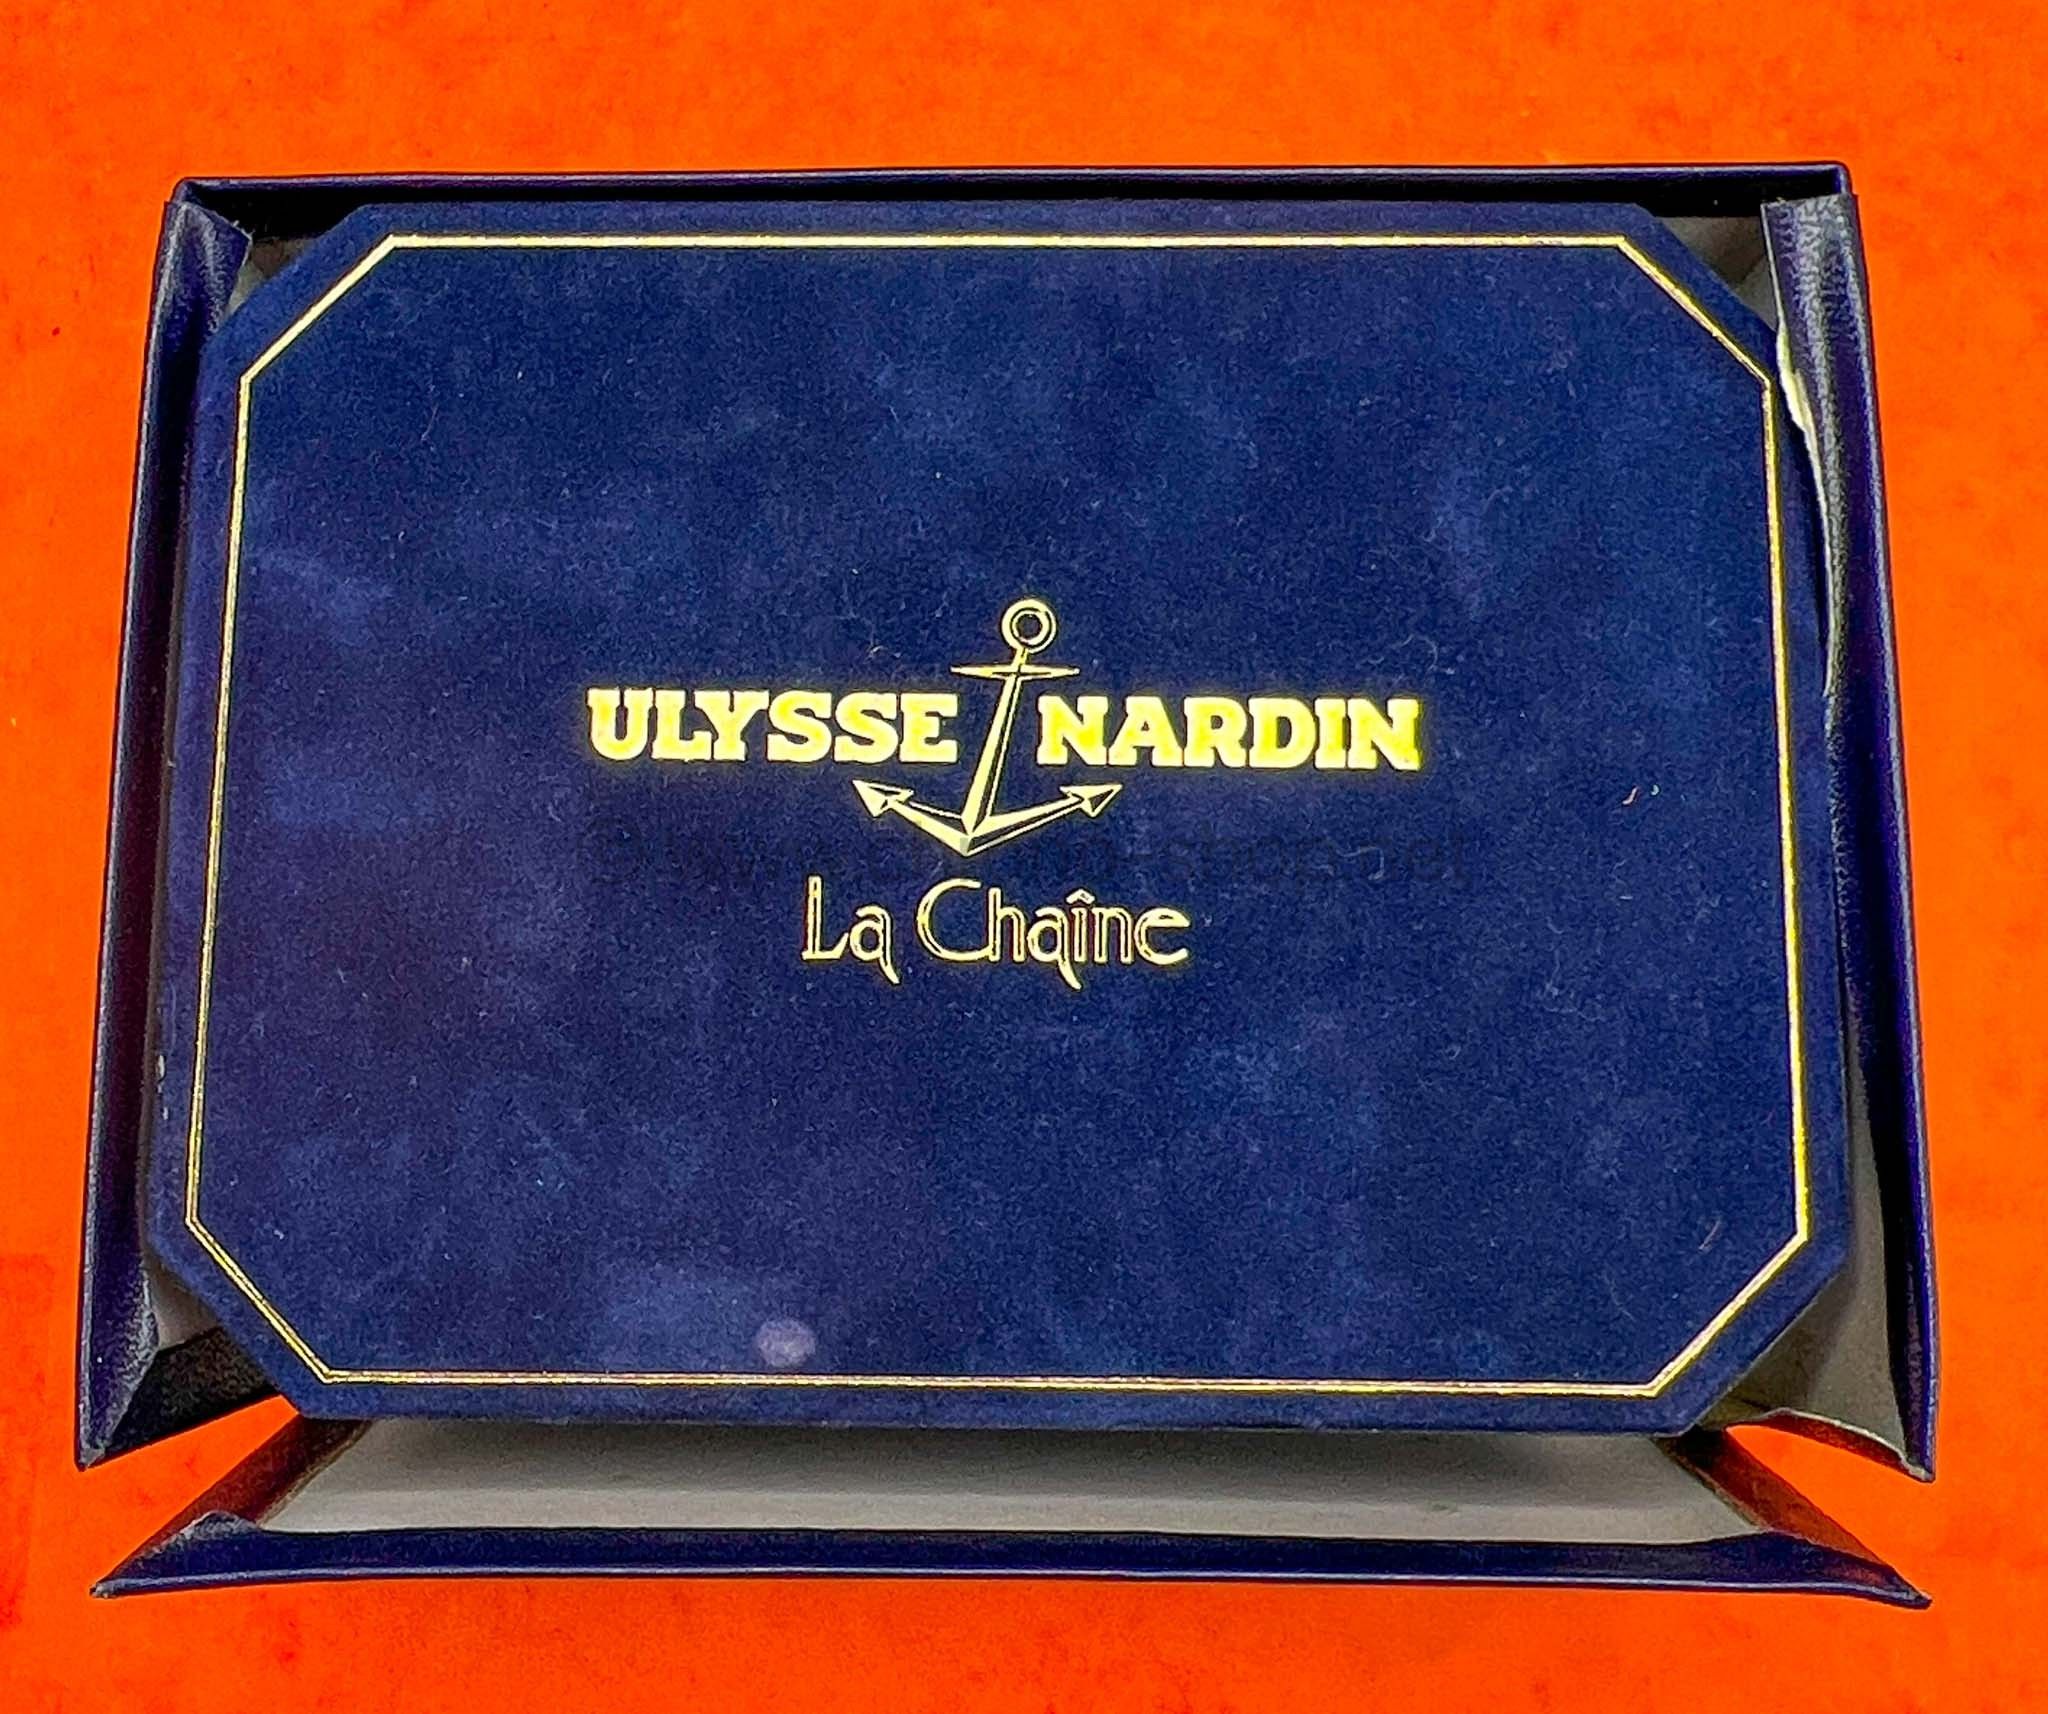 ULYSSE NARDIN
La Chaîne